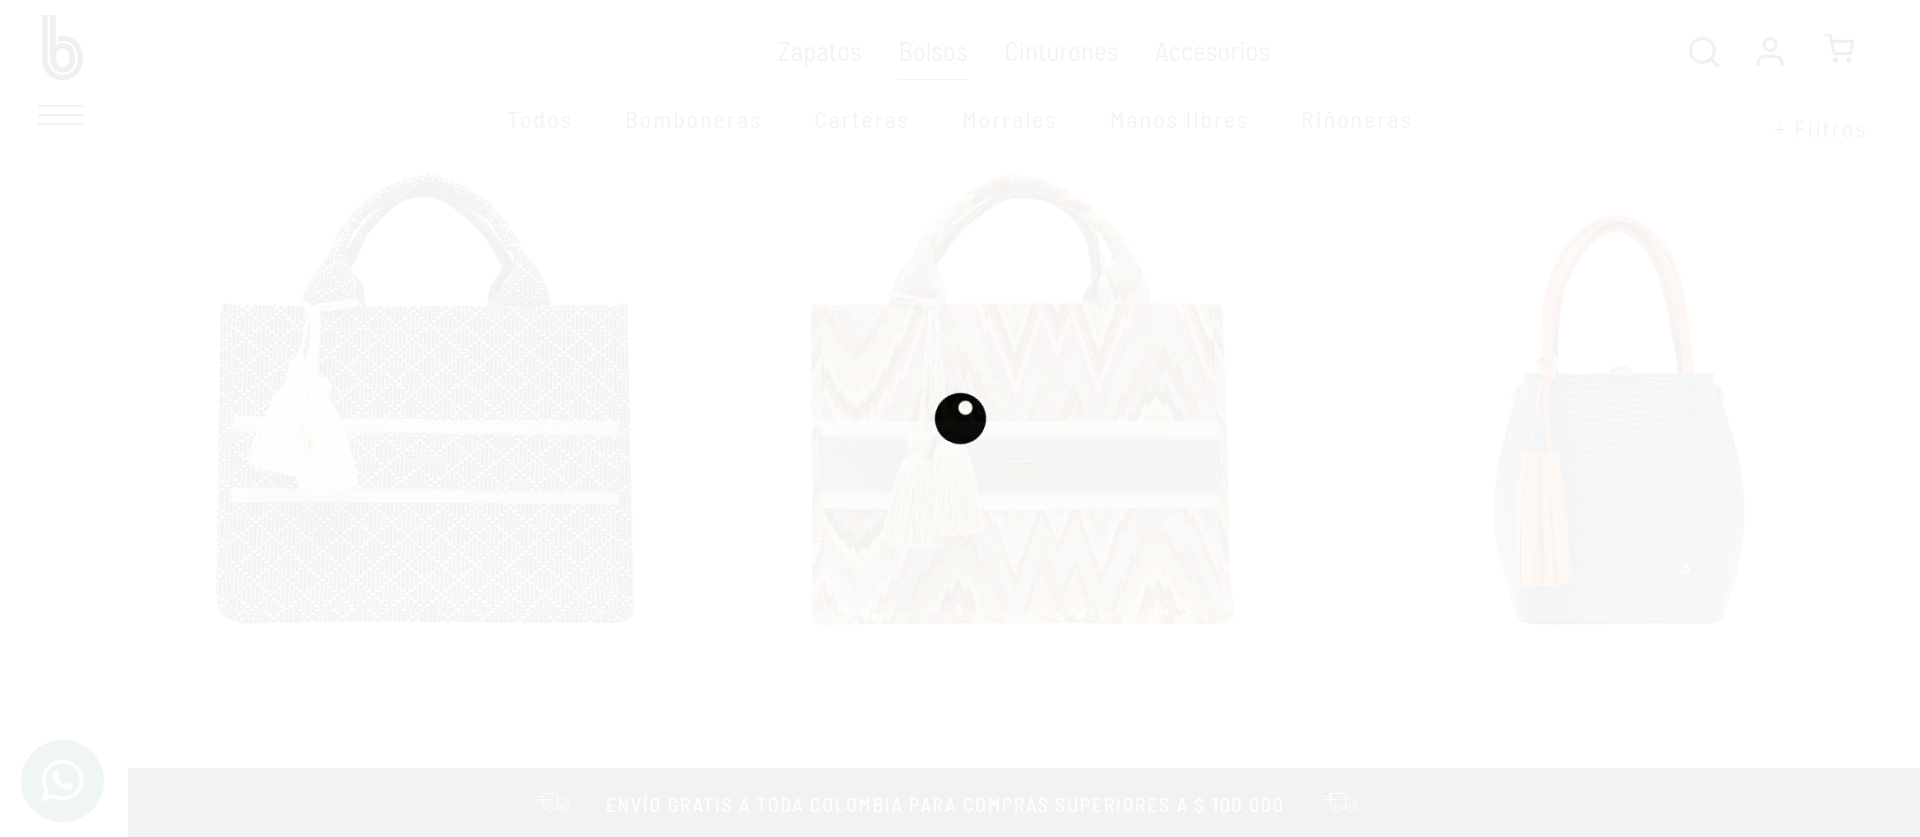 b
Zapatos Bolsos Cinturones Accesorios
Todos Bomboneras Carteras Morrales Manos libres Riñoneras
+ Filtros
ENVÍO GRATIS A TODA COLOMBIA PARA COMPRAS SUPERIORES A $ 100.000